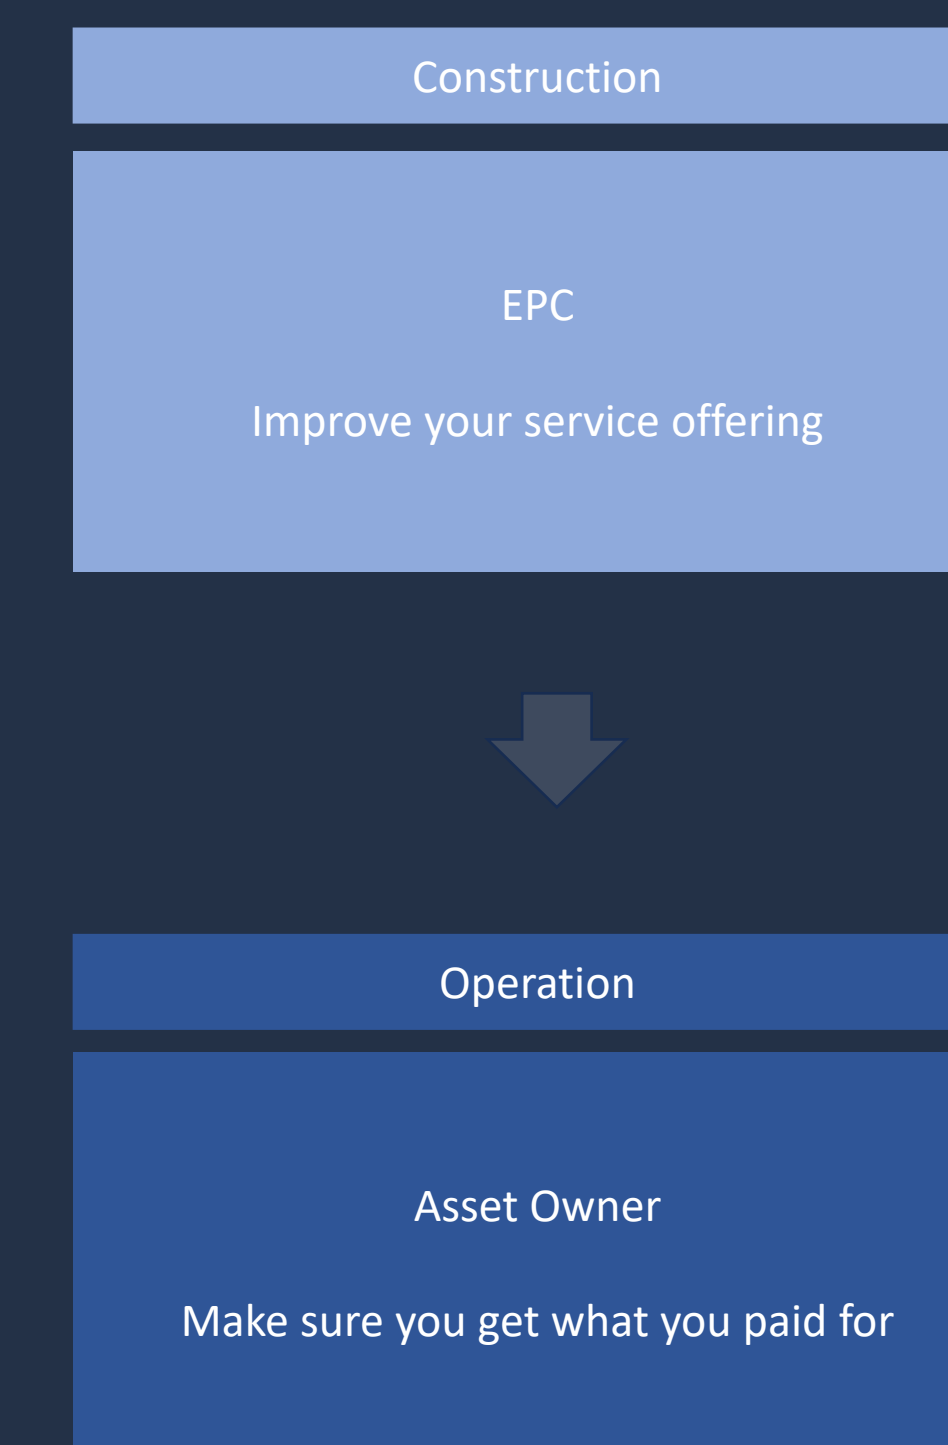 Construction
EPC
Improve your service offering
Operation
Asset Owner
Make sure you get what you paid for